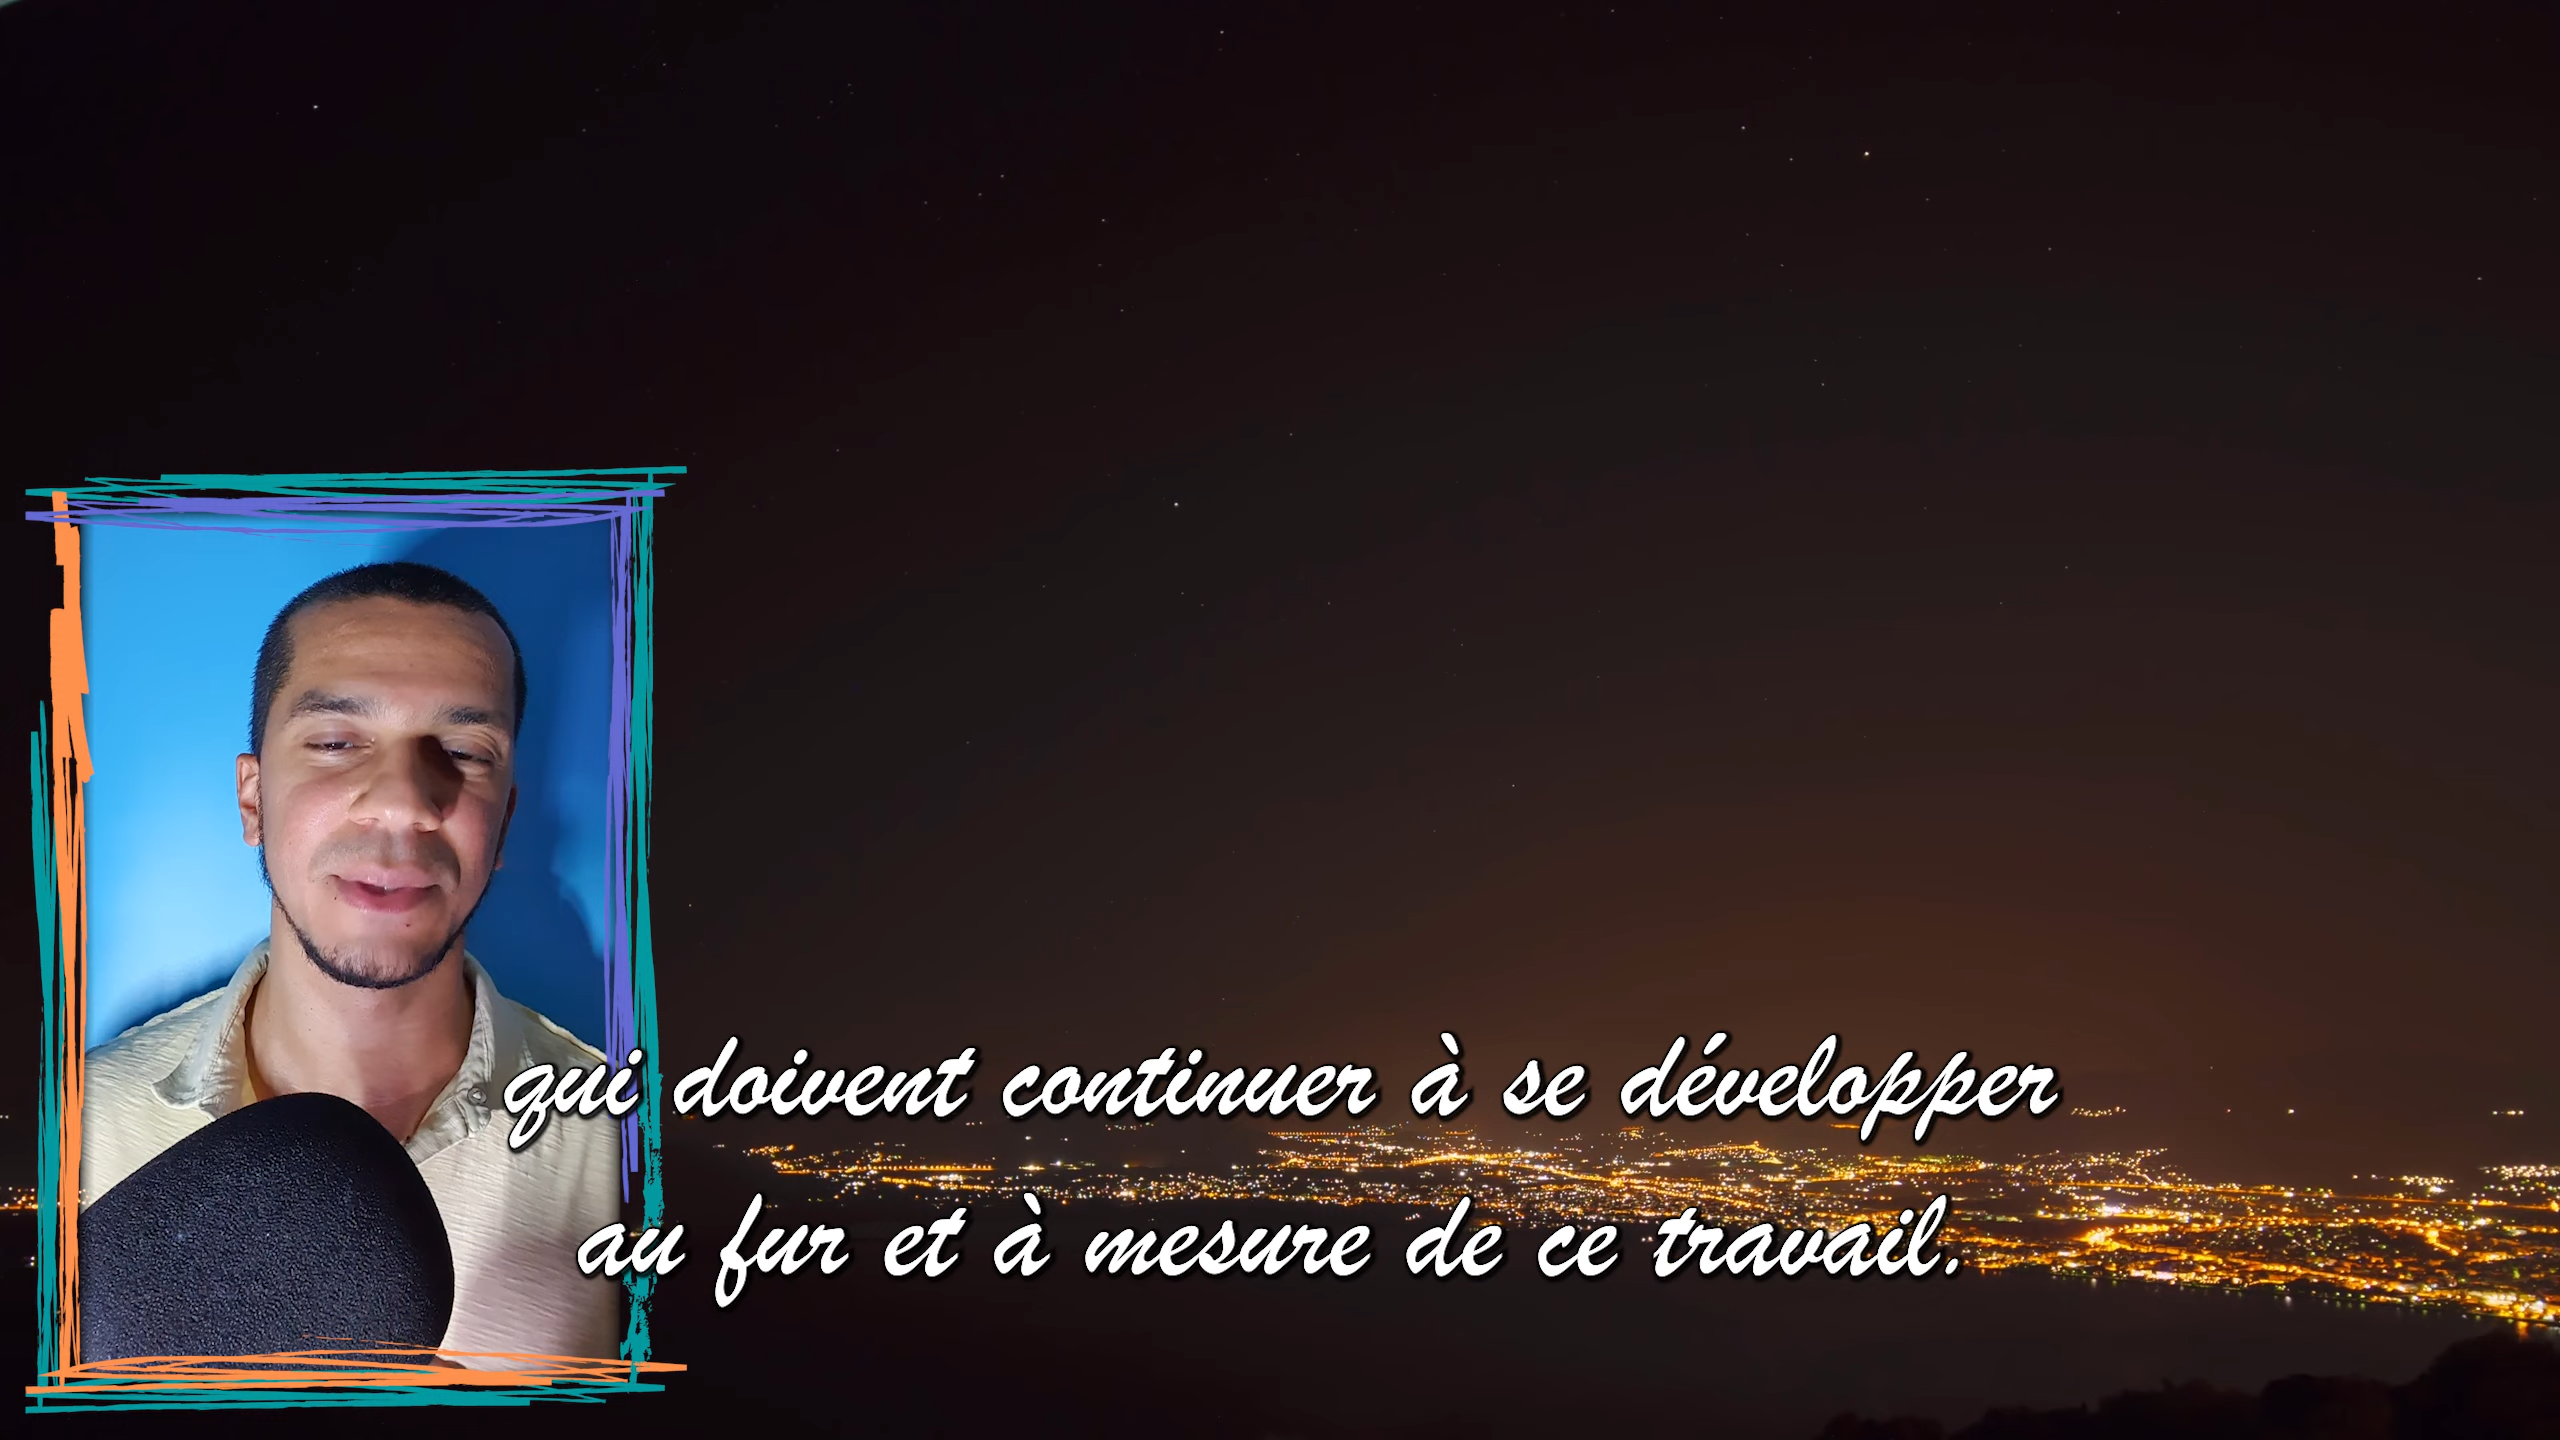 qui doivent continuer à se développer
au fur et à mesure de ce travail.